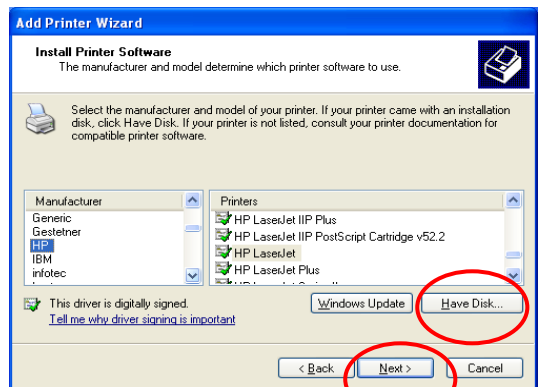 Add Printer Wizard
Install Printer Software
The manufacturer and model determine which printer software to use.
Select the manufacturer and model of your printer. If your printer came with an installation
disk, click Have Disk. If your printer is not listed, consult your printer documentation for
compatible printer software.
Manufacturer
Generic
Gestetner
HP
IBM
infotec
Printers
HP LaserJet IIP Plus
HP LaserJet IIP PostScript Cartridge v52.2
HP LaserJet
HP LaserJet Plus
This driver is digitally signed.
Tell me why driver signing is important
Windows Update
Have Disk...
< Back
Next >
Cancel